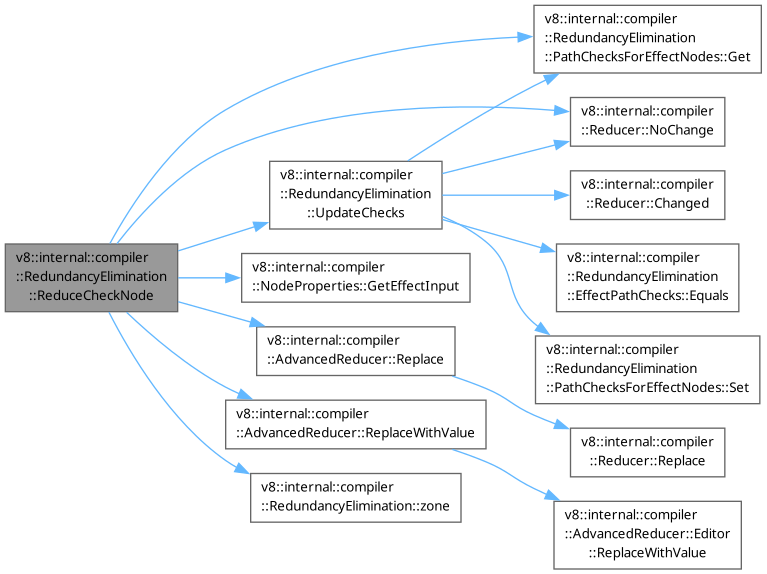 v8::internal::compiler
::RedundancyElimination
::PathChecksForEffectNodes::Get
v8::internal::compiler
::Reducer::NoChange
v8::internal::compiler
::RedundancyElimination
::UpdateChecks
v8::internal::compiler
::Reducer::Changed
v8::internal::compiler
::RedundancyElimination
::ReduceCheckNode
v8::internal::compiler
::NodeProperties::GetEffectInput
v8::internal::compiler
::RedundancyElimination
::EffectPathChecks::Equals
v8::internal::compiler
::AdvancedReducer::Replace
v8::internal::compiler
::RedundancyElimination
::PathChecksForEffectNodes::Set
v8::internal::compiler
::AdvancedReducer::ReplaceWithValue
v8::internal::compiler
::Reducer::Replace
v8::internal::compiler
::RedundancyElimination::zone
v8::internal::compiler
::AdvancedReducer::Editor
::ReplaceWithValue